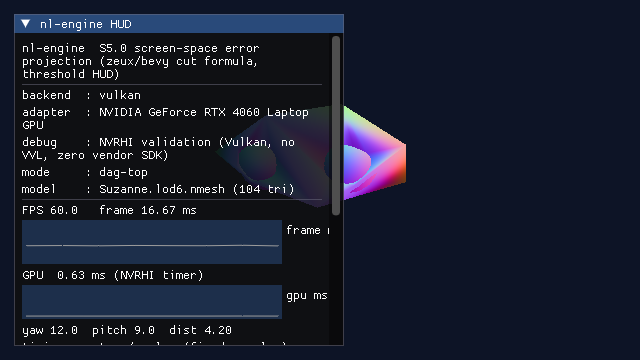 nl-engine HUD
nl-engine  S5.0 screen-space error
projection (zeux/bevy cut formula,
threshold HUD)
backend  : vulkan
adapter  : NVIDIA GeForce RTX 4060 Laptop
GPU
debug    : NVRHI validation (Vulkan, no
VVL, zero vendor SDK)
mode     : dag-top
model    : Suzanne.lod6.nmesh (104 tri)
FPS 60.0   frame 16.67 ms
frame
GPU  0.63 ms (NVRHI timer)
gpu ms
yaw 12.0  pitch 9.0  dist 4.20